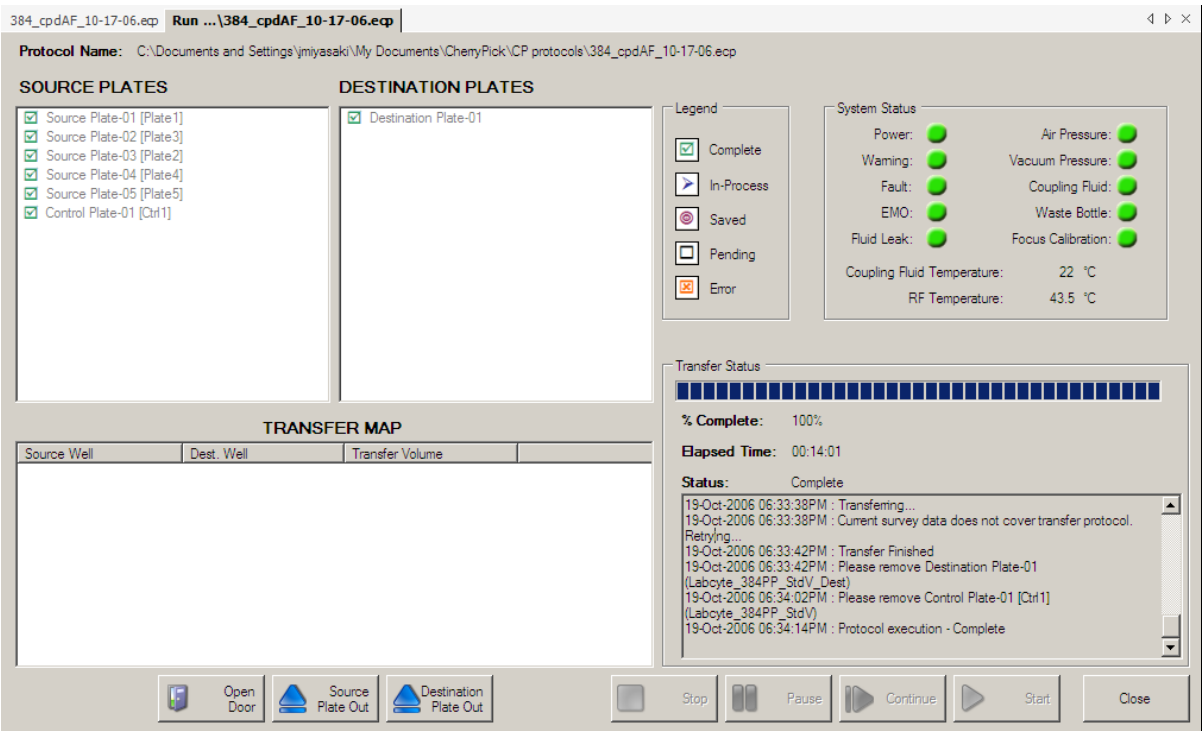 384_cpdAF_10-17-06.ecp Run ...\384_cpdAF_10-17-06.ecp
Protocol Name: C:\Documents and Settings\jmiyasaki\My Documents\CherryPick\CP protocols\384_cpdAF_10-17-06.ecp
SOURCE PLATES
Source Plate-01 [Plate1]
Source Plate-02 [Plate3]
Source Plate-03 [Plate2]
Source Plate-04 [Plate4]
Source Plate-05 [Plate5]
Control Plate-01 [Ctrl1]
DESTINATION PLATES
Destination Plate-01
Legend
Complete
In-Process
Saved
Pending
Error
System Status
Power: Air Pressure:
Warning: Vacuum Pressure:
Fault: Coupling Fluid:
EMO: Waste Bottle:
Fluid Leak: Focus Calibration:
Coupling Fluid Temperature: 22 °C
RF Temperature: 43.5 °C
TRANSFER MAP
Source Well Dest. Well Transfer Volume
Transfer Status
% Complete: 100%
Elapsed Time: 00:14:01
Status: Complete
19-Oct-2006 06:33:38PM : Transferring...
19-Oct-2006 06:33:38PM : Current survey data does not cover transfer protocol.
Retrying...
19-Oct-2006 06:33:42PM : Transfer Finished
19-Oct-2006 06:33:42PM : Please remove Destination Plate-01
(Labcyte_384PP_StdV_Dest)
19-Oct-2006 06:34:02PM : Please remove Control Plate-01 [Ctrl1]
(Labcyte_384PP_StdV)
19-Oct-2006 06:34:14PM : Protocol execution - Complete
Open
Door
Source
Plate Out
Destination
Plate Out
Stop
Pause
Continue
Start
Close